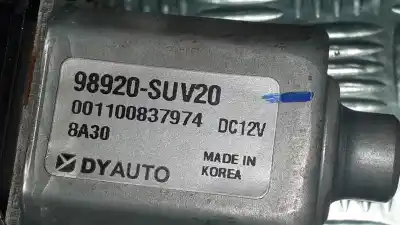 98920-SUV20
001100837974 DC12V
8A30
DYAUTO MADE IN
KOREA